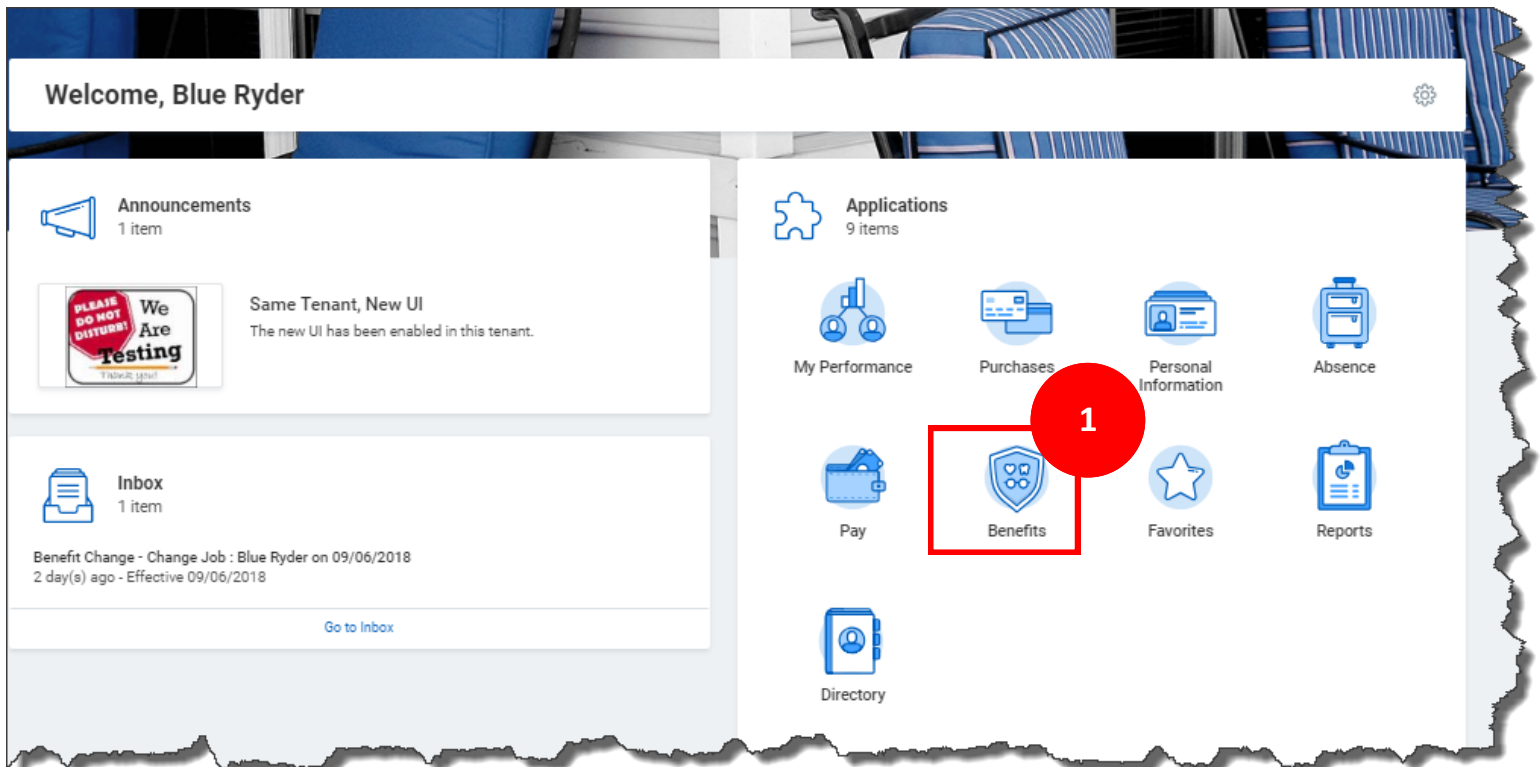 Welcome, Blue Ryder
Announcements
1 item
PLEASE
DO NOT
DISTURB!
We
Are
Testing
Thank you!
Same Tenant, New UI
The new UI has been enabled in this tenant.
Inbox
1 item
Benefit Change - Change Job : Blue Ryder on 09/06/2018
2 day(s) ago - Effective 09/06/2018
Go to Inbox
Applications
9 items
My Performance
Purchases
Personal
Information
Absence
1
Pay
Benefits
Favorites
Reports
Directory